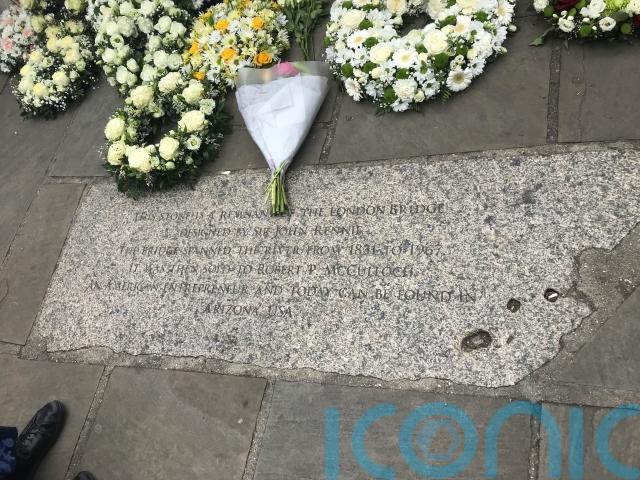 THIS STONE IS A REMNANT OF THE LONDON BRIDGE
DESIGNED BY SIR JOHN RENNIE.
THE BRIDGE SPANNED THE RIVER FROM 1831 TO 1967.
IT WAS THEN SOLD TO ROBERT P. MCCULLOCH,
AN AMERICAN ENTREPRENEUR AND TODAY CAN BE FOUND IN
ARIZONA, USA
iconic